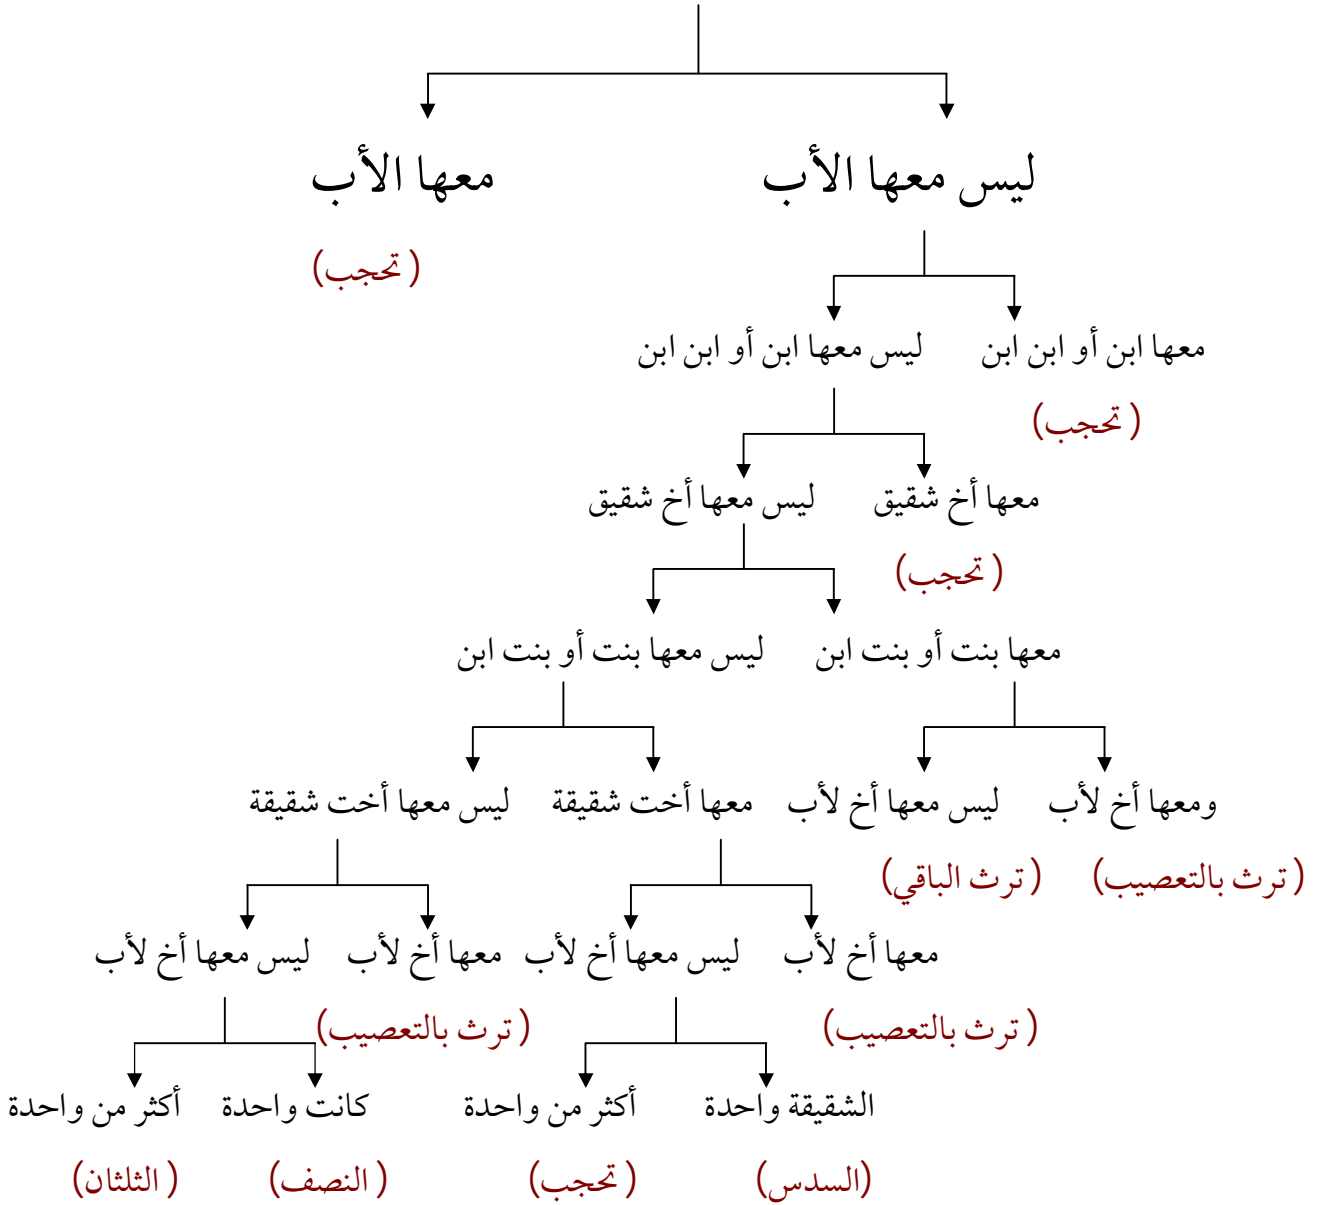 ليس معها الأب معها الأب
(تحجب)
معها ابن أو ابن ابن ليس معها ابن أو ابن ابن
(تحجب)
معها أخ شقيق ليس معها أخ شقيق
(تحجب)
معها بنت أو بنت ابن ليس معها بنت أو بنت ابن
ومعها أخ لأب ليس معها أخ لأب معها أخت شقيقة ليس معها أخت شقيقة
(ترث بالتعصيب) (ترث الباقي)
معها أخ لأب ليس معها أخ لأب معها أخ لأب ليس معها أخ لأب
(ترث بالتعصيب) (ترث بالتعصيب)
الشقيقة واحدة أكثر من واحدة كانت واحدة أكثر من واحدة
(السدس) (تحجب) (النصف) (الثلثان)